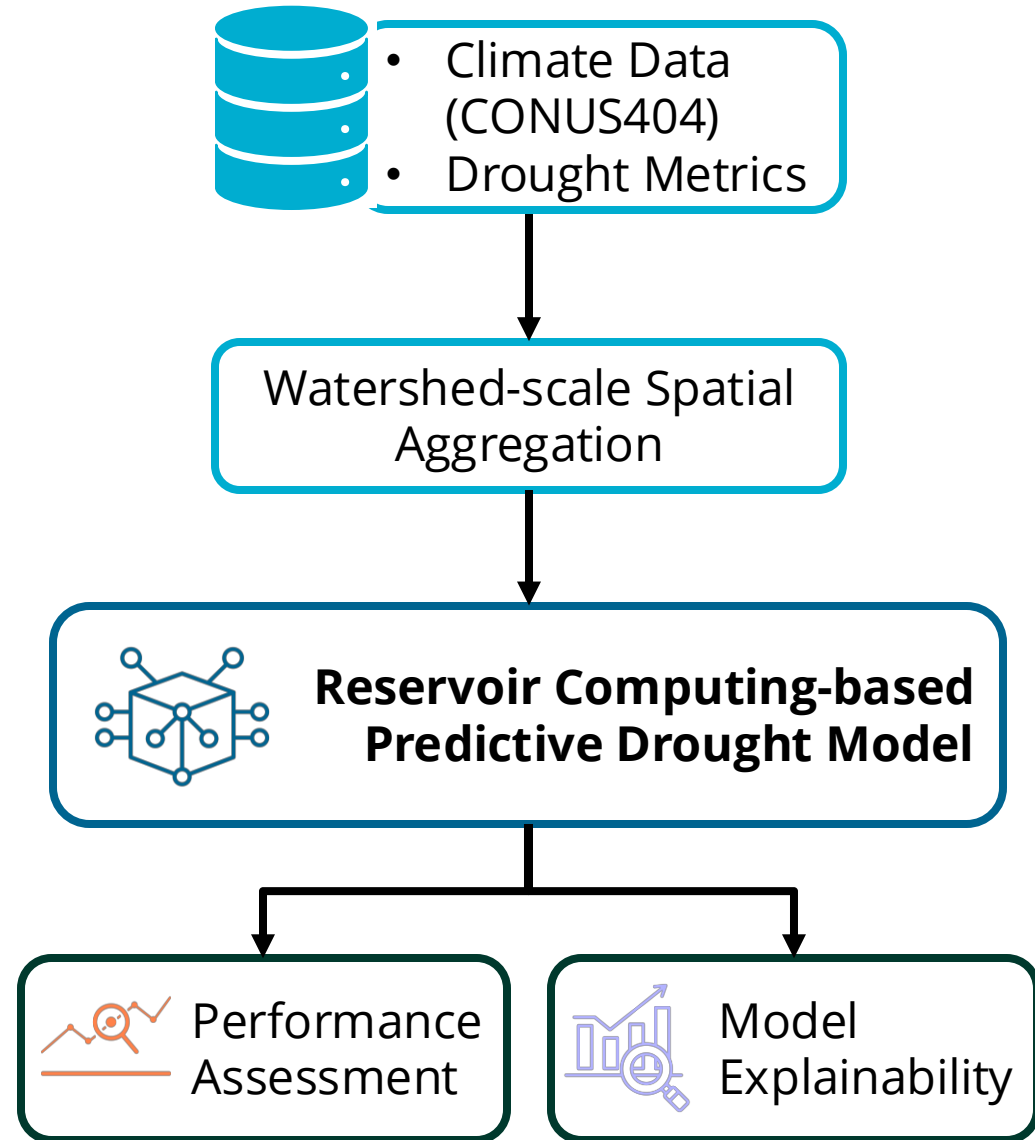 • Climate Data
(CONUS404)
• Drought Metrics
Watershed-scale Spatial
Aggregation
Reservoir Computing-based
Predictive Drought Model
Performance
Assessment
Model
Explainability